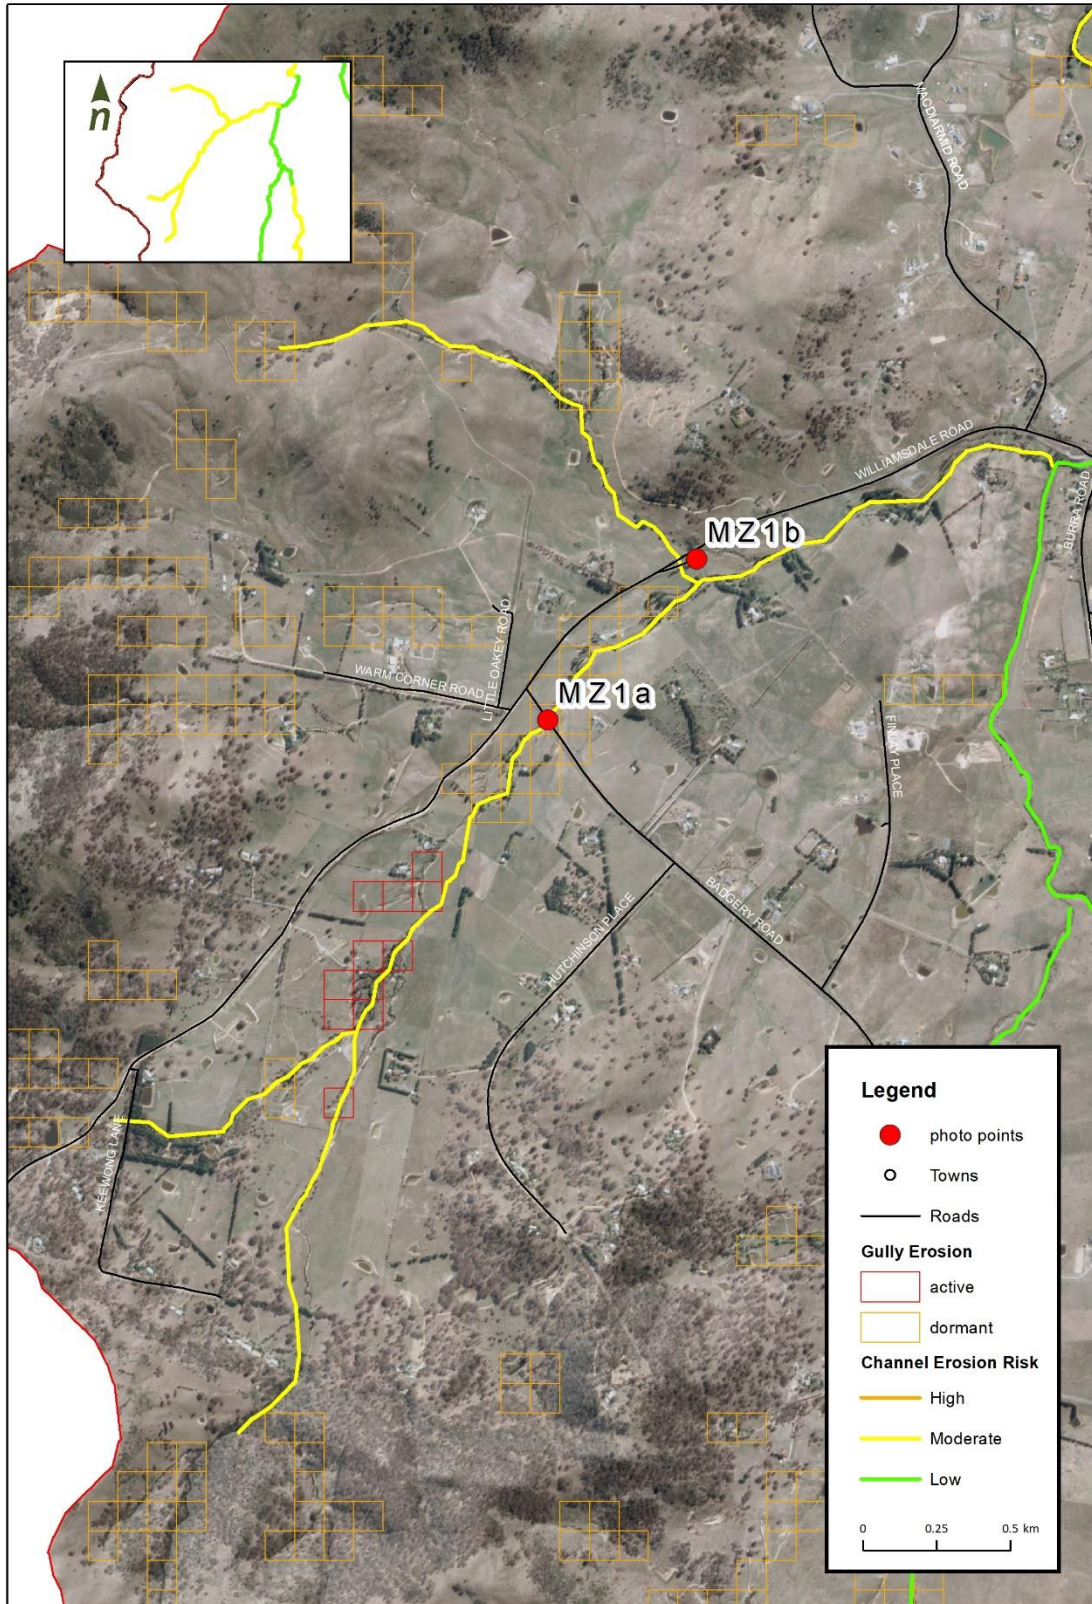 n
MACDIARMID ROAD
WILLIAMSDALE ROAD
BURRA ROAD
MZ1b
LITTLE OAKEY ROAD
WARM CORNER ROAD
MZ1a
FINLAY PLACE
HUTCHINSON PLACE
BADGERY ROAD
KEEWONG LANE
Legend
photo points
Towns
Roads
Gully Erosion
active
dormant
Channel Erosion Risk
High
Moderate
Low
0 0.25 0.5 km